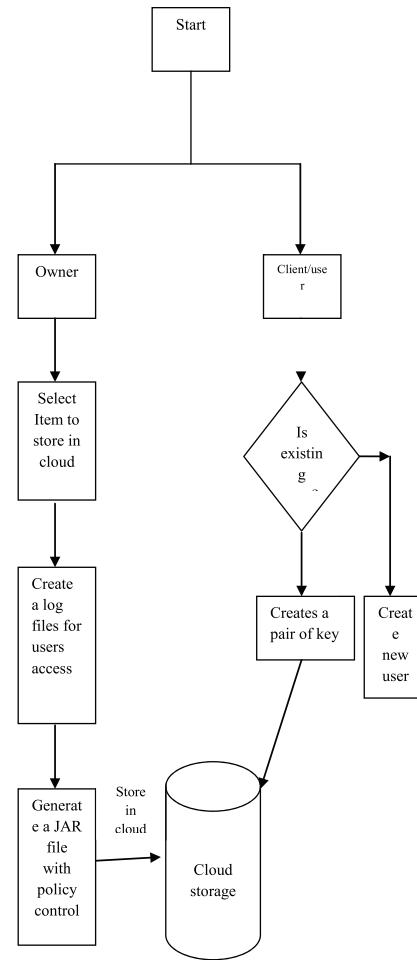 Start
Owner
Client/use
r
Select
Item to
store in
cloud
Is
existin
g
Create
a log
files for
users
access
Creates a
pair of key
Creat
e
new
user
Generat
e a JAR
file
with
policy
control
Store
in
cloud
Cloud
storage